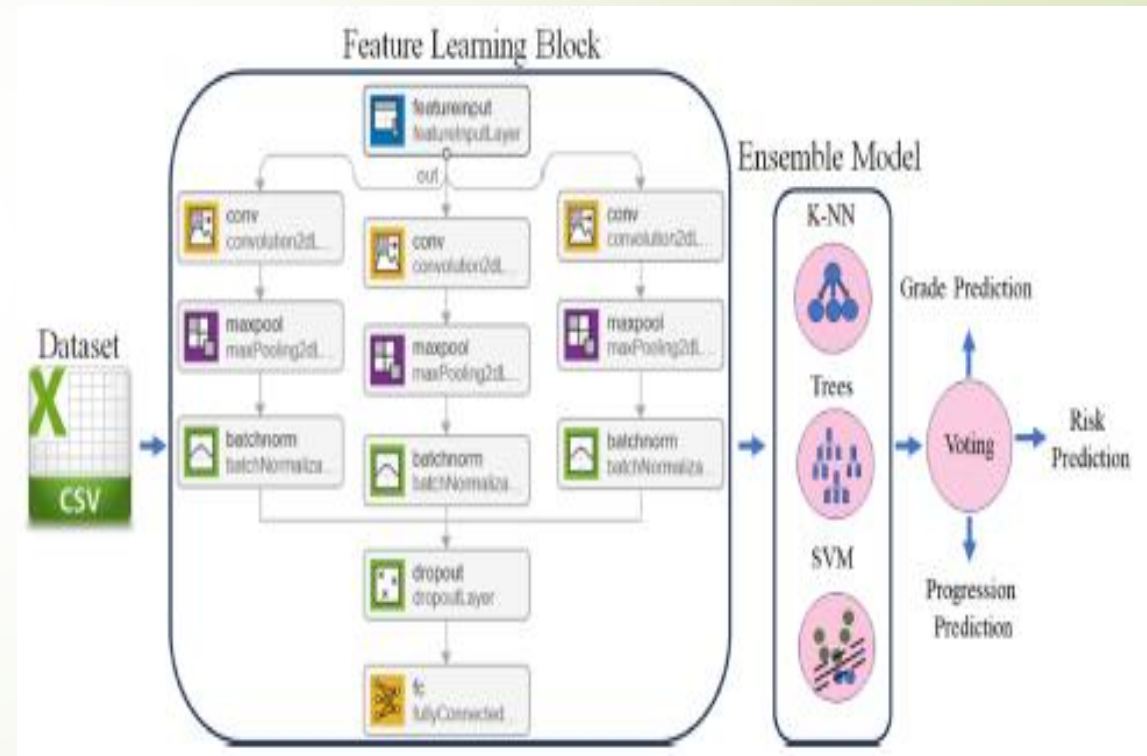 Feature Learning Block
featureinput
featureInputLayer
out
conv
convolution2dL...
conv
convolution2dL...
conv
convolution2dL...
maxpool
maxPooling2dL...
maxpool
maxPooling2dL...
maxpool
maxPooling2dL...
batchnorm
batchNormaliza...
batchnorm
batchNormaliza...
batchnorm
batchNormaliza
dropout
dropoutLayer
fc
fullyConnected...
Dataset
X
CSV
Ensemble Model
K-NN
Trees
SVM
Grade Prediction
Voting
Risk
Prediction
Progression
Prediction